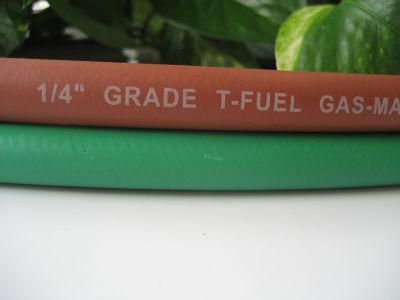 1/4" GRADE T-FUEL GAS-MA